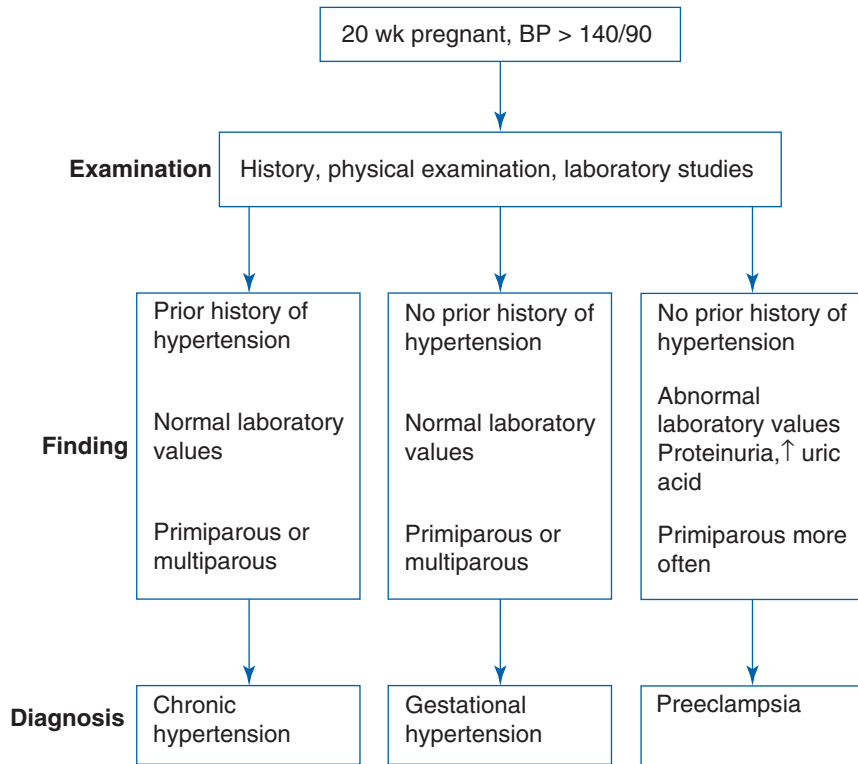 20 wk pregnant, BP > 140/90
Examination
History, physical examination, laboratory studies
Finding
Prior history of
hypertension
Normal laboratory
values
Primiparous or
multiparous
No prior history of
hypertension
Normal laboratory
values
Primiparous or
multiparous
No prior history of
hypertension
Abnormal
laboratory values
Proteinuria,↑ uric
acid
Primiparous more
often
Diagnosis
Chronic
hypertension
Gestational
hypertension
Preeclampsia